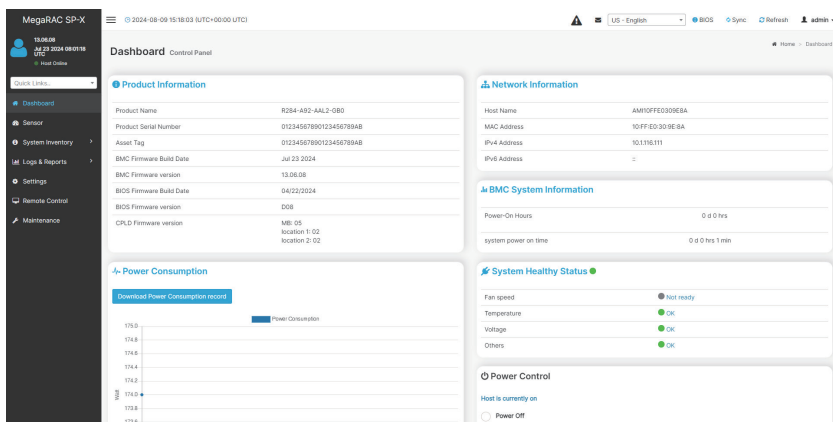 MegaRAC SP-X
2024-08-09 15:18:03 (UTC+00:00 UTC)
US - English
BIOS
Sync
Refresh
admin
13.06.08
Jul 23 2024 08:01:18
UTC
Host Online
Quick Links...
Dashboard
Sensor
System Inventory
Logs & Reports
Settings
Remote Control
Maintenance
Dashboard Control Panel
Home > Dashboard
Product Information
Product Name R284-A92-AAL2-GB0
Product Serial Number 01234567890123456789AB
Asset Tag 01234567890123456789AB
BMC Firmware Build Date Jul 23 2024
BMC Firmware version 13.06.08
BIOS Firmware Build Date 04/22/2024
BIOS Firmware version D08
CPLD Firmware version MB: 05
location 1: 02
location 2: 02
Network Information
Host Name AMI10FFE0309E8A
MAC Address 10:FF:E0:30:9E:8A
IPv4 Address 10.1.116.111
IPv6 Address ::
BMC System Information
Power-On Hours 0 d 0 hrs
system power on time 0 d 0 hrs 1 min
Power Consumption
Download Power Consumption record
Power Consumption
175.0
174.8
174.6
174.4
174.2
174.0
173.8
173.6
Watt
System Healthy Status
Fan speed Not ready
Temperature OK
Voltage OK
Others OK
Power Control
Host is currently on
Power Off